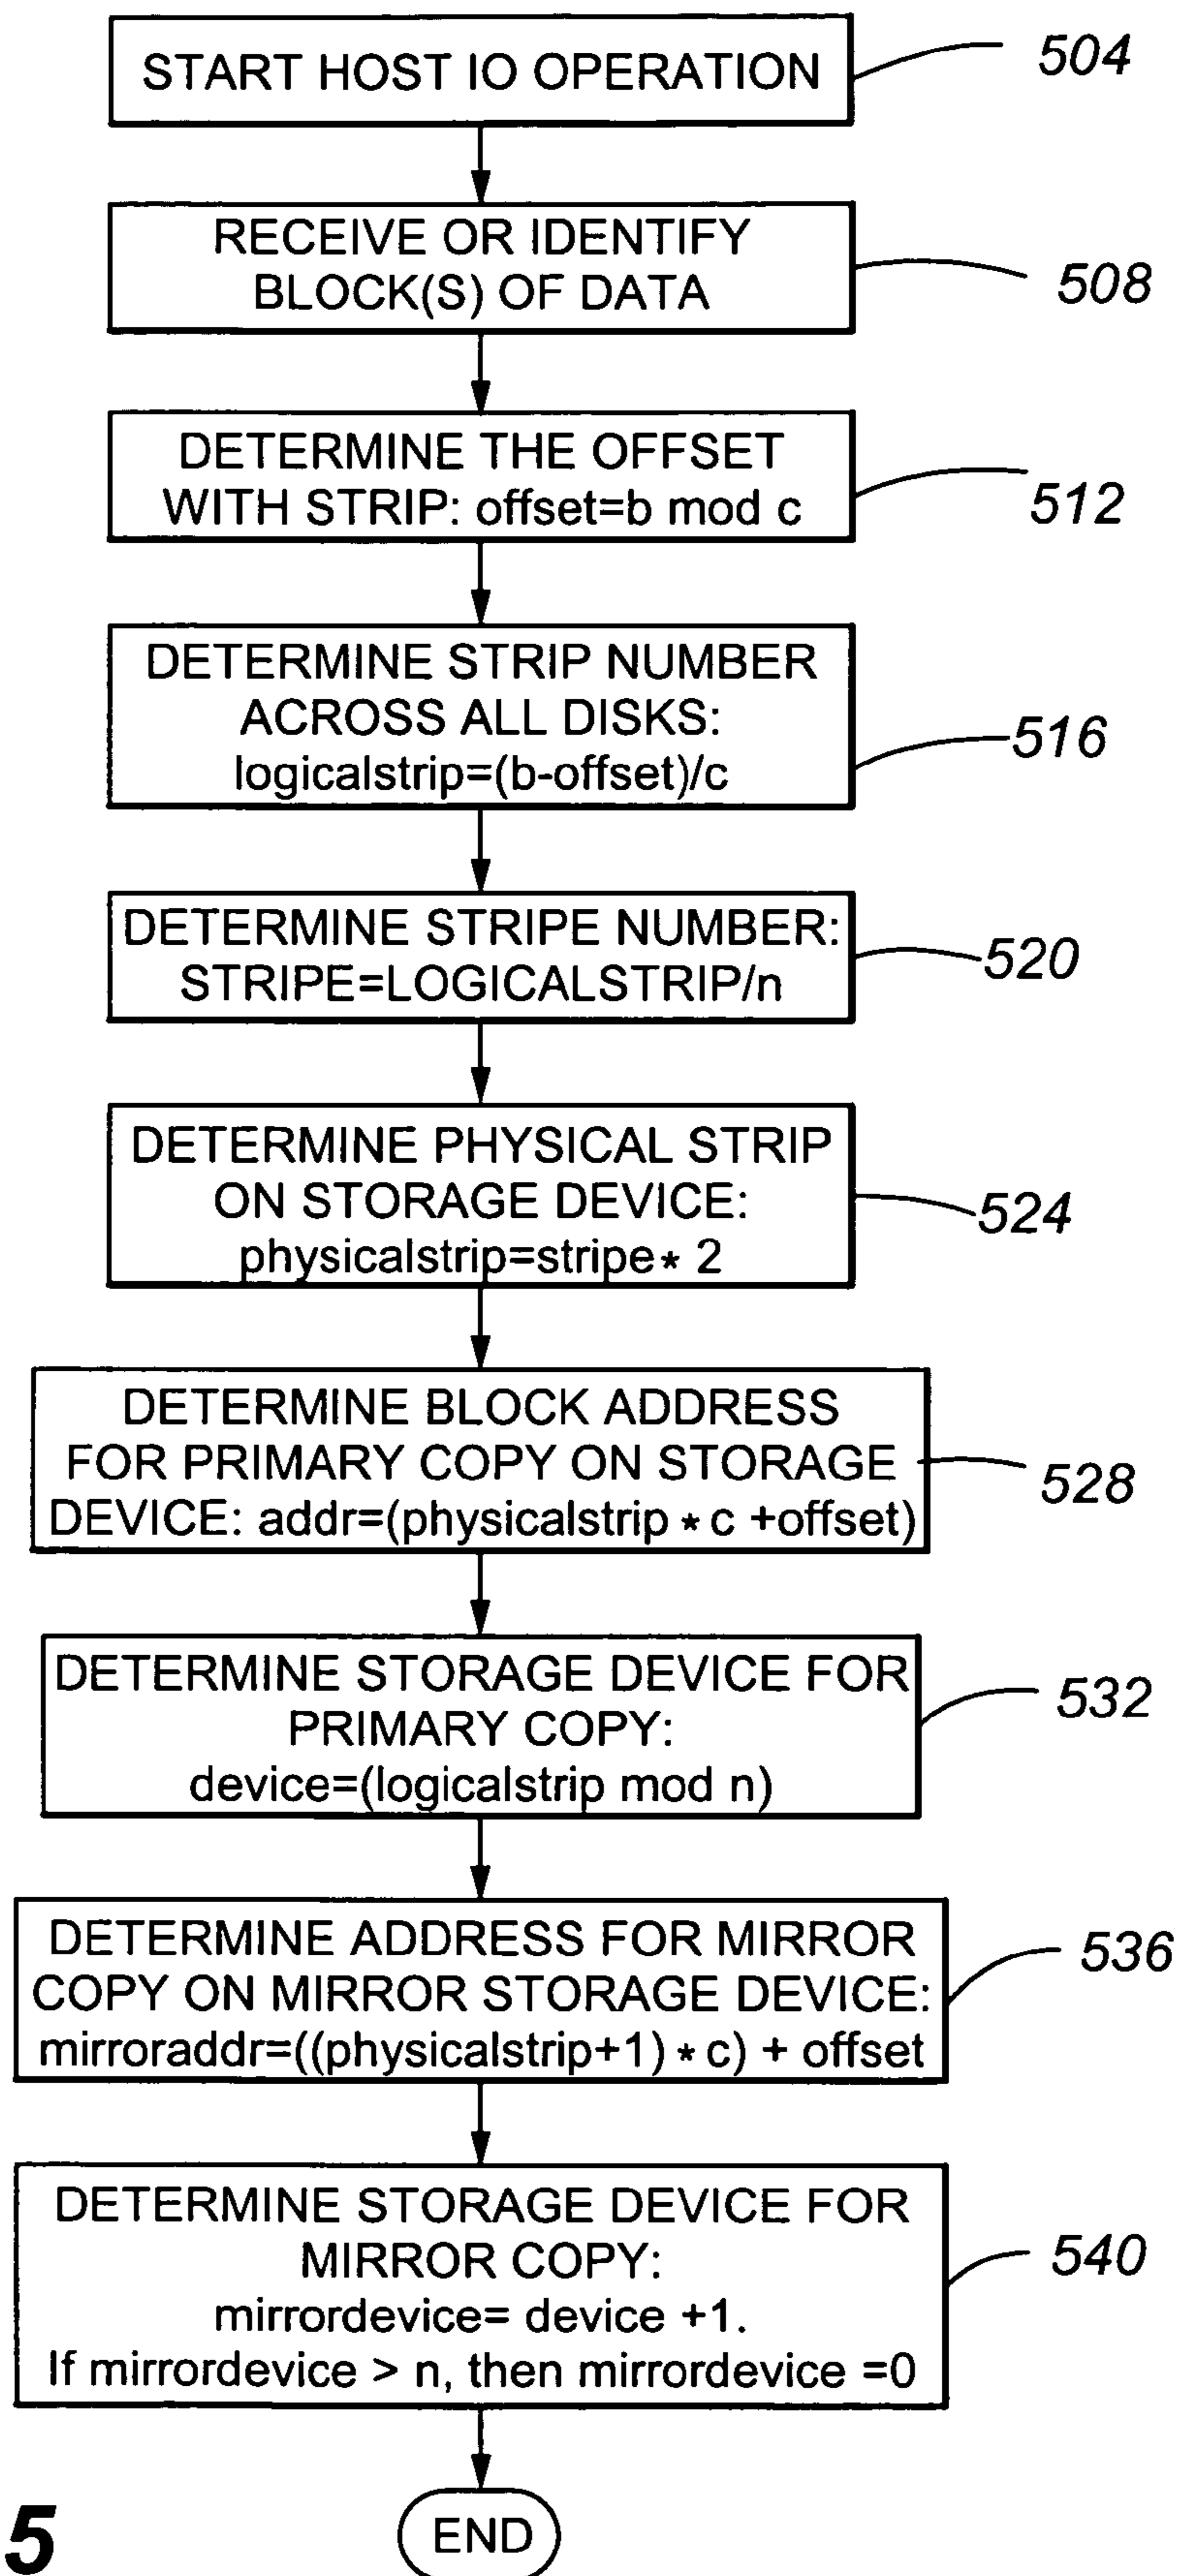 START HOST IO OPERATION
504
RECEIVE OR IDENTIFY
BLOCK(S) OF DATA
508
DETERMINE THE OFFSET
WITH STRIP: offset=b mod c
512
DETERMINE STRIP NUMBER
ACROSS ALL DISKS:
logicalstrip=(b-offset)/c
516
DETERMINE STRIPE NUMBER:
STRIPE=LOGICALSTRIP/n
520
DETERMINE PHYSICAL STRIP
ON STORAGE DEVICE:
physicalstrip=stripe* 2
524
DETERMINE BLOCK ADDRESS
FOR PRIMARY COPY ON STORAGE
DEVICE: addr=(physicalstrip * c +offset)
528
DETERMINE STORAGE DEVICE FOR
PRIMARY COPY:
device=(logicalstrip mod n)
532
DETERMINE ADDRESS FOR MIRROR
COPY ON MIRROR STORAGE DEVICE:
mirroraddr=((physicalstrip+1) * c) + offset
536
DETERMINE STORAGE DEVICE FOR
MIRROR COPY:
mirrordevice= device +1.
If mirrordevice > n, then mirrordevice =0
540
END
5